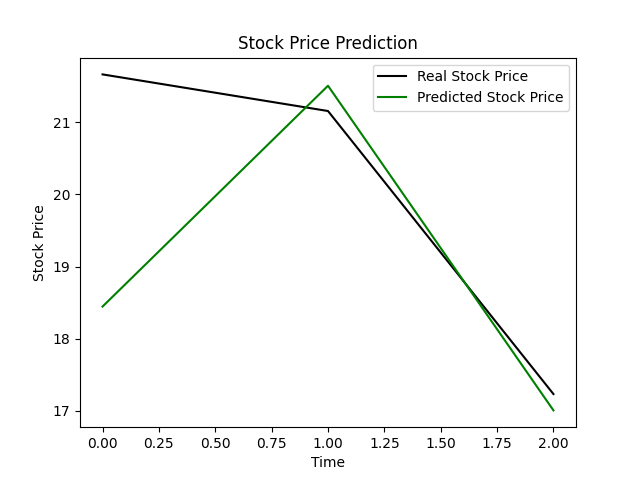 Stock Price Prediction
Real Stock Price
Predicted Stock Price
Stock Price
21
20
19
18
17
0.00 0.25 0.50 0.75 1.00 1.25 1.50 1.75 2.00
Time